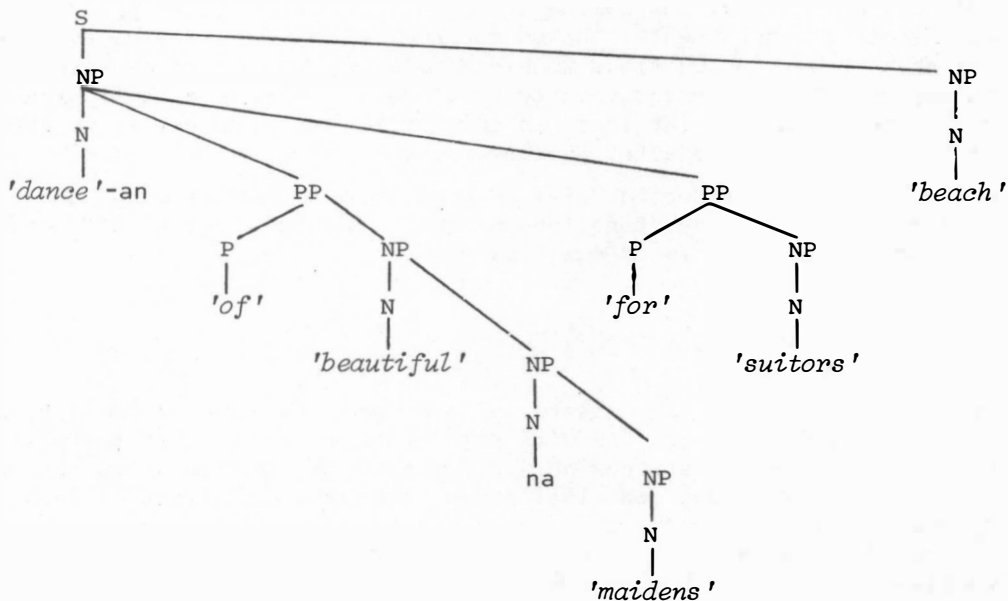 S
NP NP
N N
'dance'-an PP PP 'beach'
P NP P NP
'of' N 'for' N
'beautiful' 'suitors'
NP
N
na NP
N
'maidens'